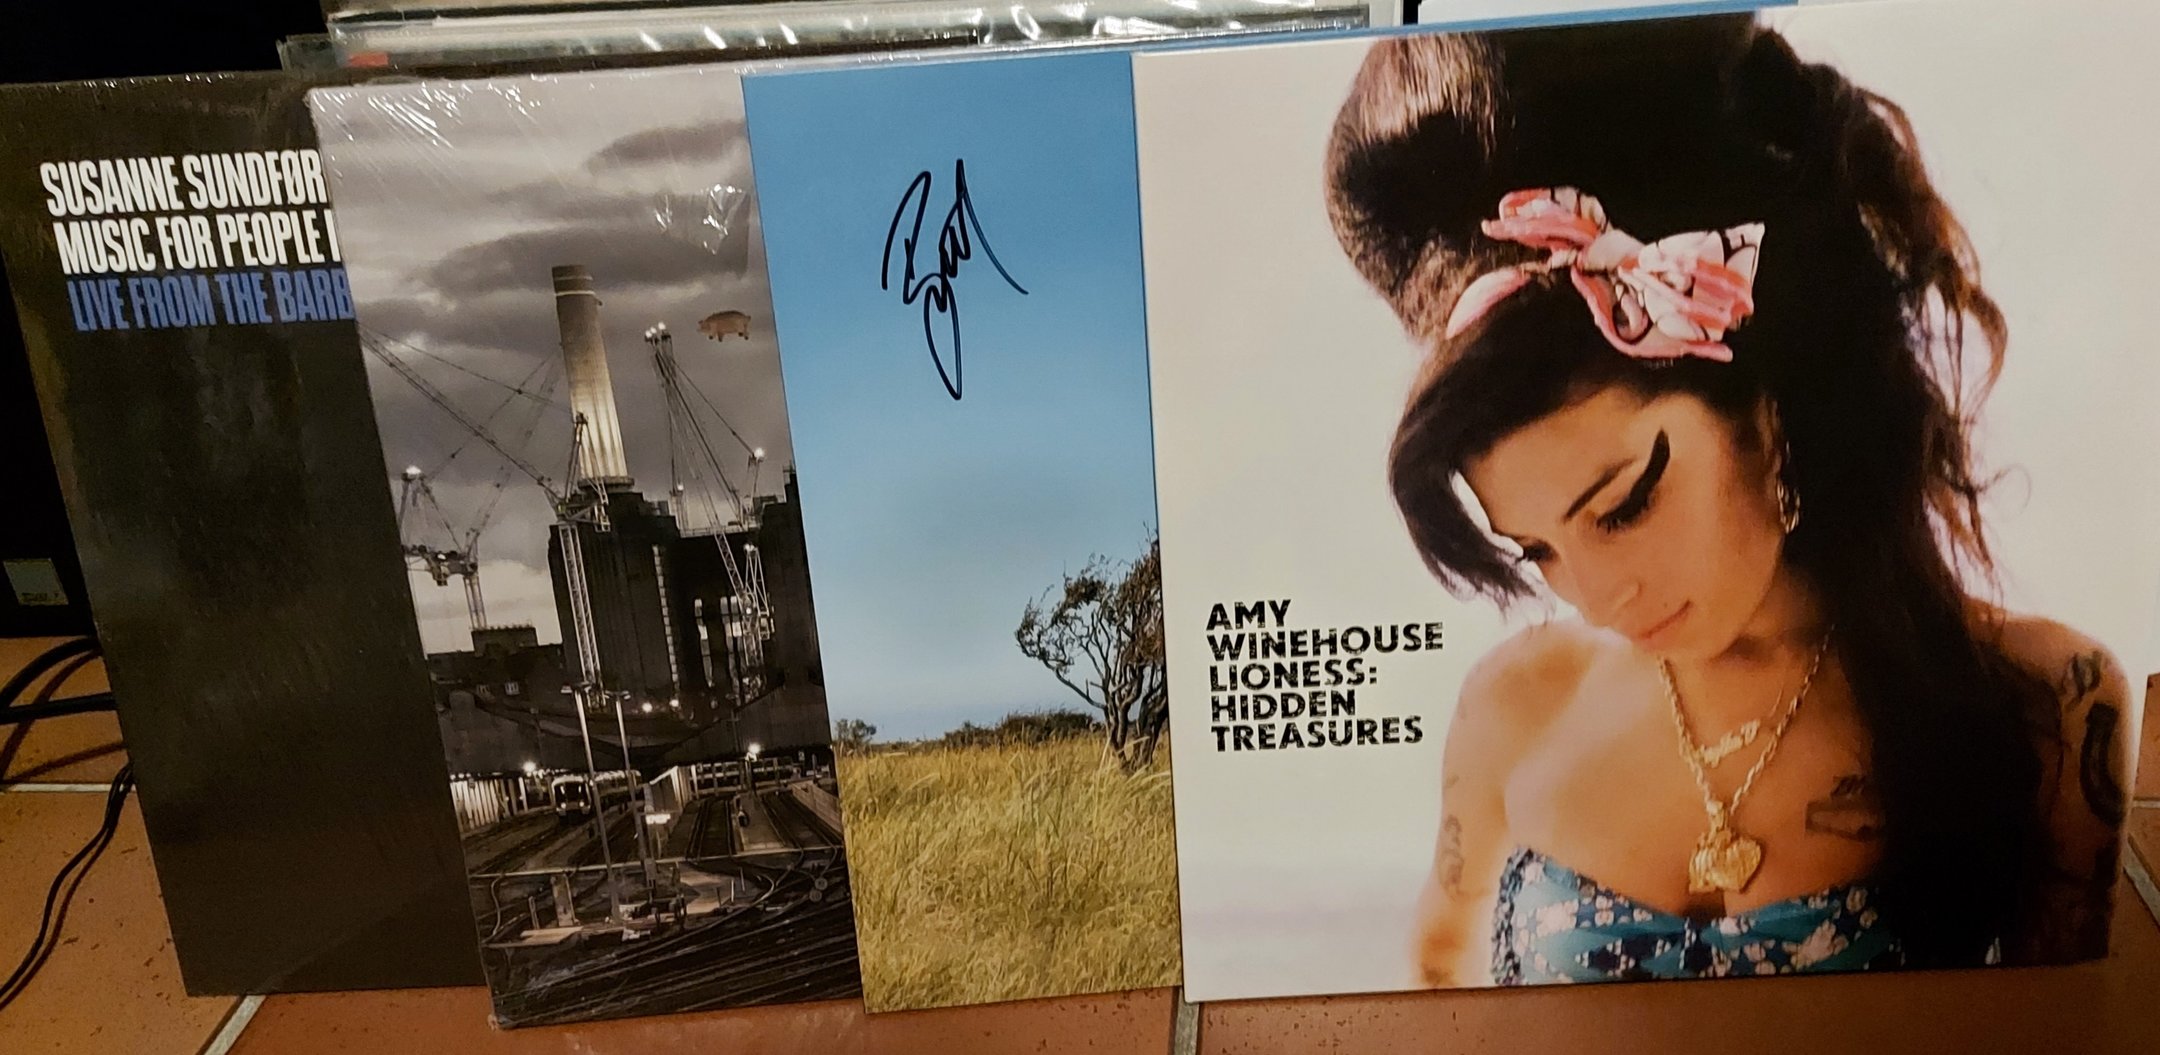 SUSANNE SUNDFØR
MUSIC FOR PEOPLE I
LIVE FROM THE BARB
AMY
WINEHOUSE
LIONESS:
HIDDEN
TREASURES